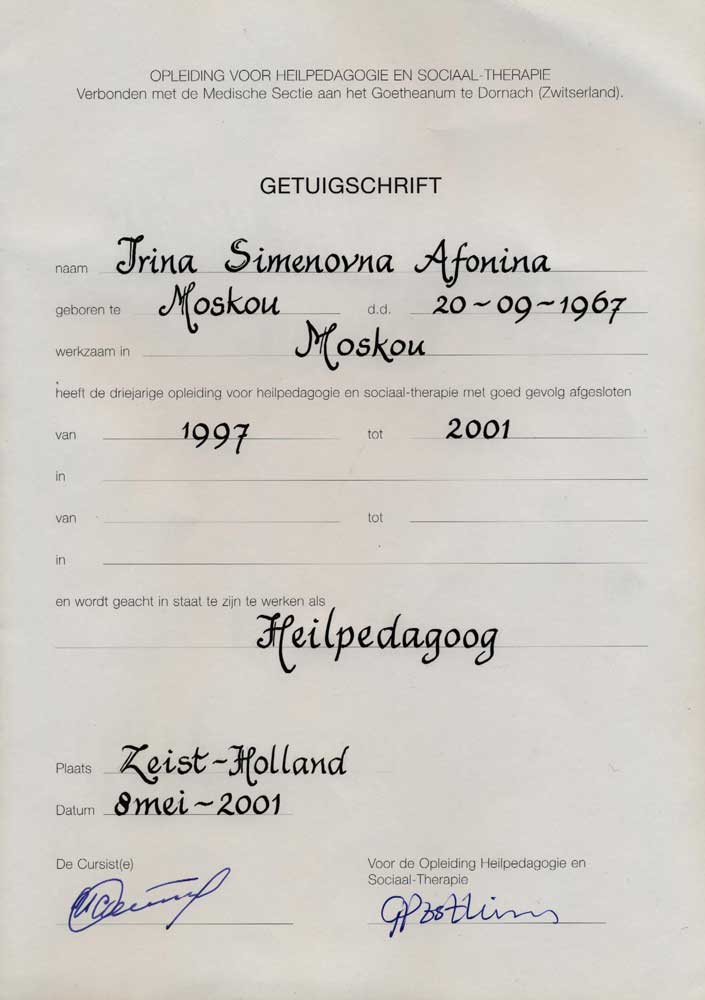 OPLEIDING VOOR HEILPEDAGOGIE EN SOCIAAL-THERAPIE
Verbonden met de Medische Sectie aan het Goetheanum te Dornach (Zwitserland).
GETUIGSCHRIFT
naam Irina Simenovna Afonina
geboren te Moskou d.d. 20-09-1967
werkzaam in Moskou
heeft de driejarige opleiding voor heilpedagogie en sociaal-therapie met goed gevolg afgesloten
van 1997 tot 2001
in
van tot
in
en wordt geacht in staat te zijn te werken als
Heilpedagoog
Plaats Zeist-Holland
Datum 8 mei-2001
De Cursist(e) Voor de Opleiding Heilpedagogie en
Sociaal-Therapie